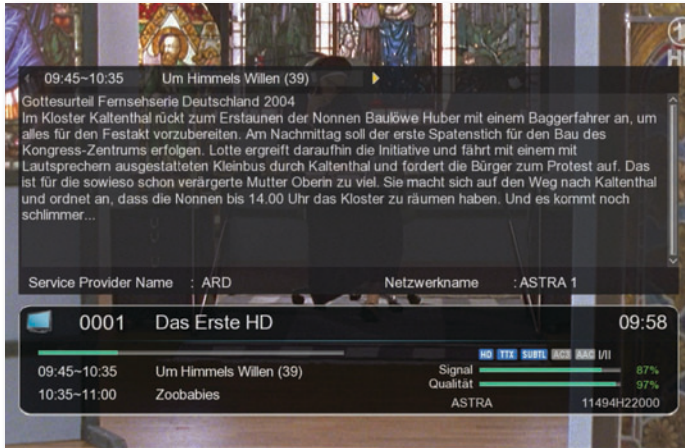 1
HD
09:45~10:35 Um Himmels Willen (39)
Gottesurteil Fernsehserie Deutschland 2004
Im Kloster Kaltenthal rückt zum Erstaunen der Nonnen Baulöwe Huber mit einem Baggerfahrer an, um
alles für den Festakt vorzubereiten. Am Nachmittag soll der erste Spatenstich für den Bau des
Kongress-Zentrums erfolgen. Lotte ergreift daraufhin die Initiative und fährt mit einem mit
Lautsprechern ausgestatteten Kleinbus durch Kaltenthal und fordert die Bürger zum Protest auf. Das
ist für die sowieso schon verärgerte Mutter Oberin zu viel. Sie macht sich auf den Weg nach Kaltenthal
und ordnet an, dass die Nonnen bis 14.00 Uhr das Kloster zu räumen haben. Und es kommt noch
schlimmer...
Service Provider Name : ARD Netzwerkname : ASTRA 1
0001 Das Erste HD 09:58
HD TTX SUBTL AC3 AAC I/II
09:45~10:35 Um Himmels Willen (39) Signal 87%
Qualität 97%
10:35~11:00 Zoobabies
ASTRA 11494H22000